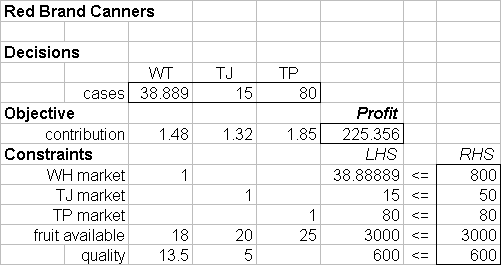 Red Brand Canners
Decisions
WT TJ TP
cases 38.889 15 80
Objective Profit
contribution 1.48 1.32 1.85 225.356
Constraints LHS RHS
WH market 1 38.88889 <= 800
TJ market 1 15 <= 50
TP market 1 80 <= 80
fruit available 18 20 25 3000 <= 3000
quality 13.5 5 600 <= 600